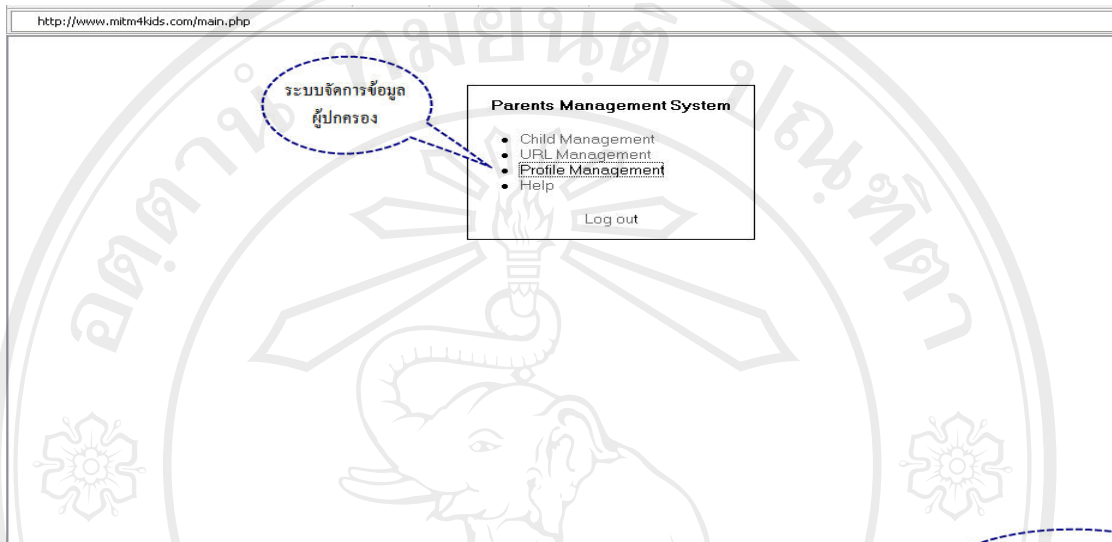 http://www.mitm4kids.com/main.php
ระบบจัดการข้อมูล
ผู้ปกครอง
Parents Management System
Child Management
URL Management
Profile Management
Help
Log out